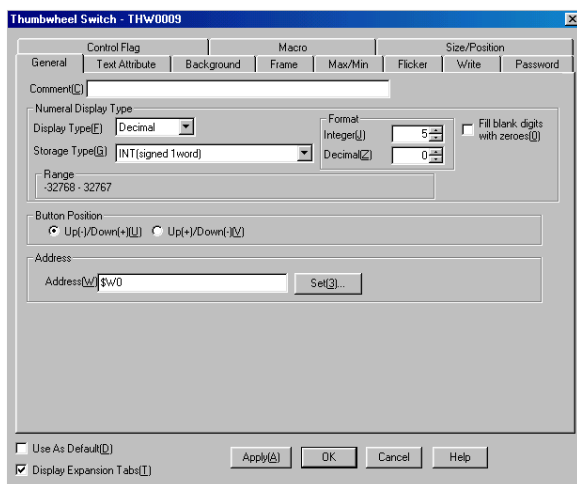 Thumbwheel Switch - THW0009
Control Flag Macro Size/Position
General Text Attribute Background Frame Max/Min Flicker Write Password
Comment(C)
Numeral Display Type
Display Type(F) Decimal
Storage Type(G) INT(signed 1word)
Format
Integer(J) 5
Decimal(Z) 0
Fill blank digits
with zeroes(0)
Range
-32768 - 32767
Button Position
Up(-)/Down(+)(U) Up(+)/Down(-)(V)
Address
Address(W) $W0 Set(3)...
Use As Default(D)
Display Expansion Tabs(T)
Apply(A) OK Cancel Help